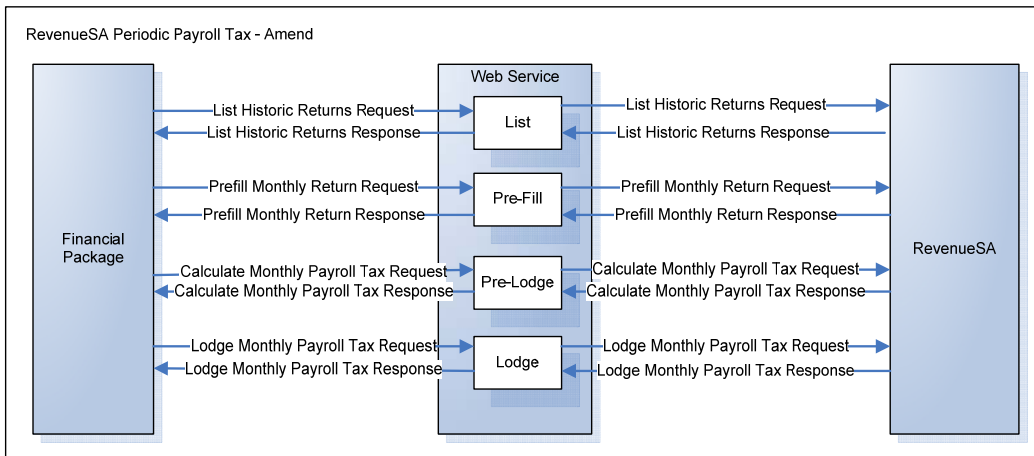 RevenueSA Periodic Payroll Tax - Amend
Web Service
List Historic Returns Request
List
List Historic Returns Request
List Historic Returns Response
List Historic Returns Response
Prefill Monthly Return Request
Pre-Fill
Prefill Monthly Return Request
Prefill Monthly Return Response
Prefill Monthly Return Response
Financial
Package
RevenueSA
Calculate Monthly Payroll Tax Request
Pre-Lodge
Calculate Monthly Payroll Tax Request
Calculate Monthly Payroll Tax Response
Calculate Monthly Payroll Tax Response
Lodge Monthly Payroll Tax Request
Lodge
Lodge Monthly Payroll Tax Request
Lodge Monthly Payroll Tax Response
Lodge Monthly Payroll Tax Response